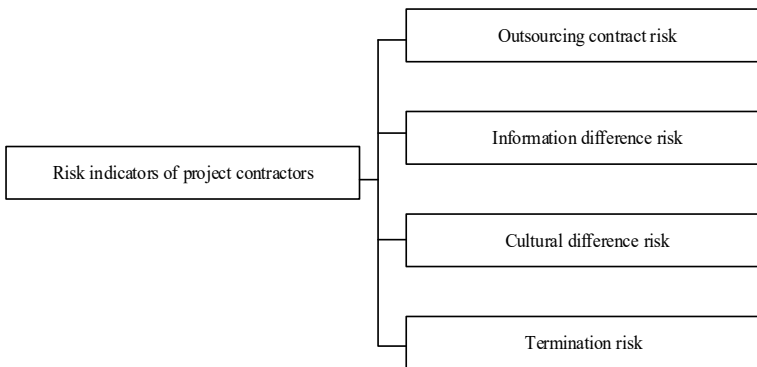 Outsourcing contract risk
Information difference risk
Risk indicators of project contractors
Cultural difference risk
Termination risk